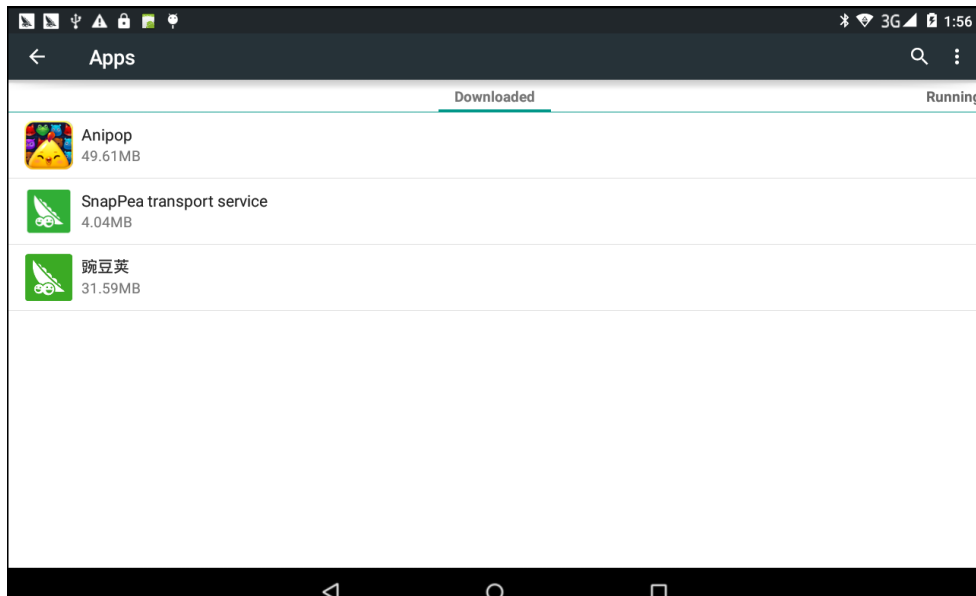 3G 1:56
Apps
Downloaded Running
Anipop
49.61MB
SnapPea transport service
4.04MB
豌豆荚
31.59MB